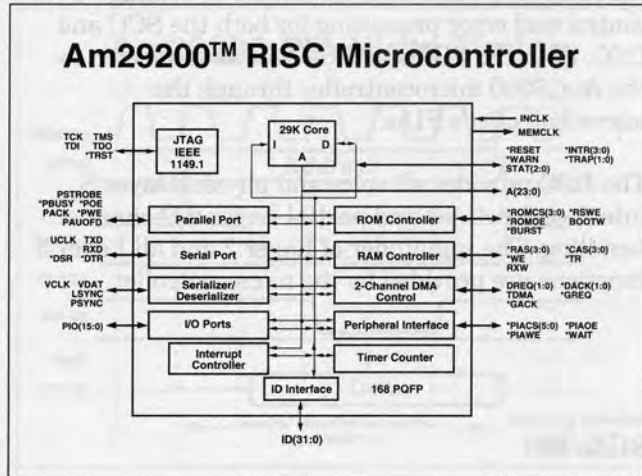 Am29200™ RISC Microcontroller
INCLK
MEMCLK
TCK TMS
TDI TDO
*TRST
JTAG
IEEE
1149.1
29K Core
I A D
*RESET *INTR(3:0)
*WARN *TRAP(1:0)
STAT(2:0)
A(23:0)
PSTROBE
*PBUSY *POE
PACK *PWE
PAUOFD
Parallel Port
ROM Controller
*ROMCS(3:0) *RSWE
*ROMOE BOOTW
*BURST
UCLK TXD
RXD
*DSR *DTR
Serial Port
RAM Controller
*RAS(3:0) *CAS(3:0)
*WE *TR
RXW
VCLK VDAT
LSYNC
PSYNC
Serializer/
Deserializer
2-Channel DMA
Control
DREQ(1:0) *DACK(1:0)
TDMA *GREQ
*GACK
PIO(15:0)
I/O Ports
Peripheral Interface
*PIACS(5:0) *PIAOE
*PIAWE *WAIT
Interrupt
Controller
Timer Counter
ID Interface
168 PQFP
ID(31:0)